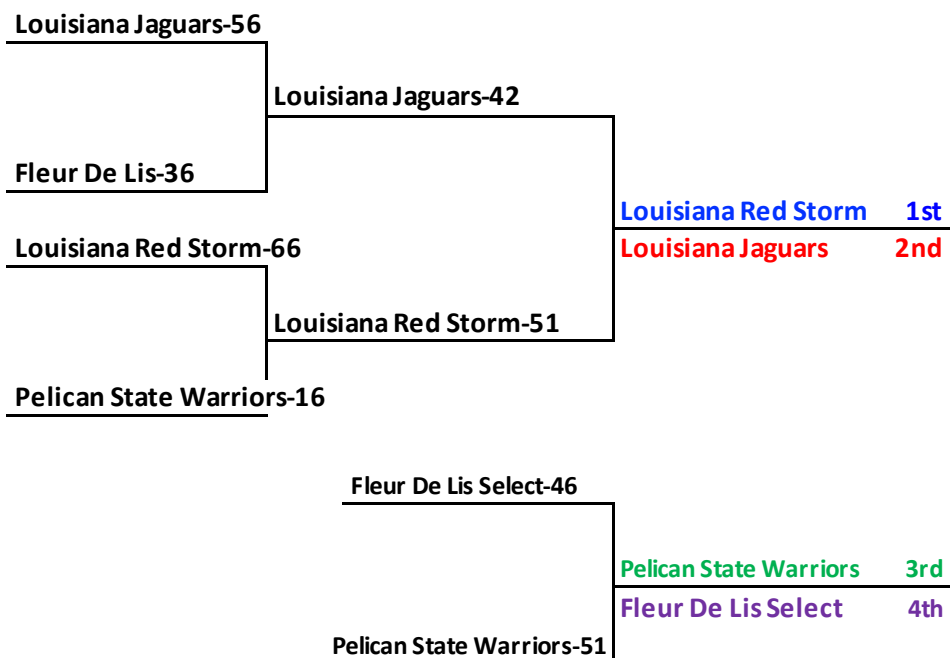 Louisiana Jaguars-56
Louisiana Jaguars-42
Fleur De Lis-36
Louisiana Red Storm 1st
Louisiana Red Storm-66
Louisiana Jaguars 2nd
Louisiana Red Storm-51
Pelican State Warriors-16
Fleur De Lis Select-46
Pelican State Warriors 3rd
Fleur De Lis Select 4th
Pelican State Warriors-51